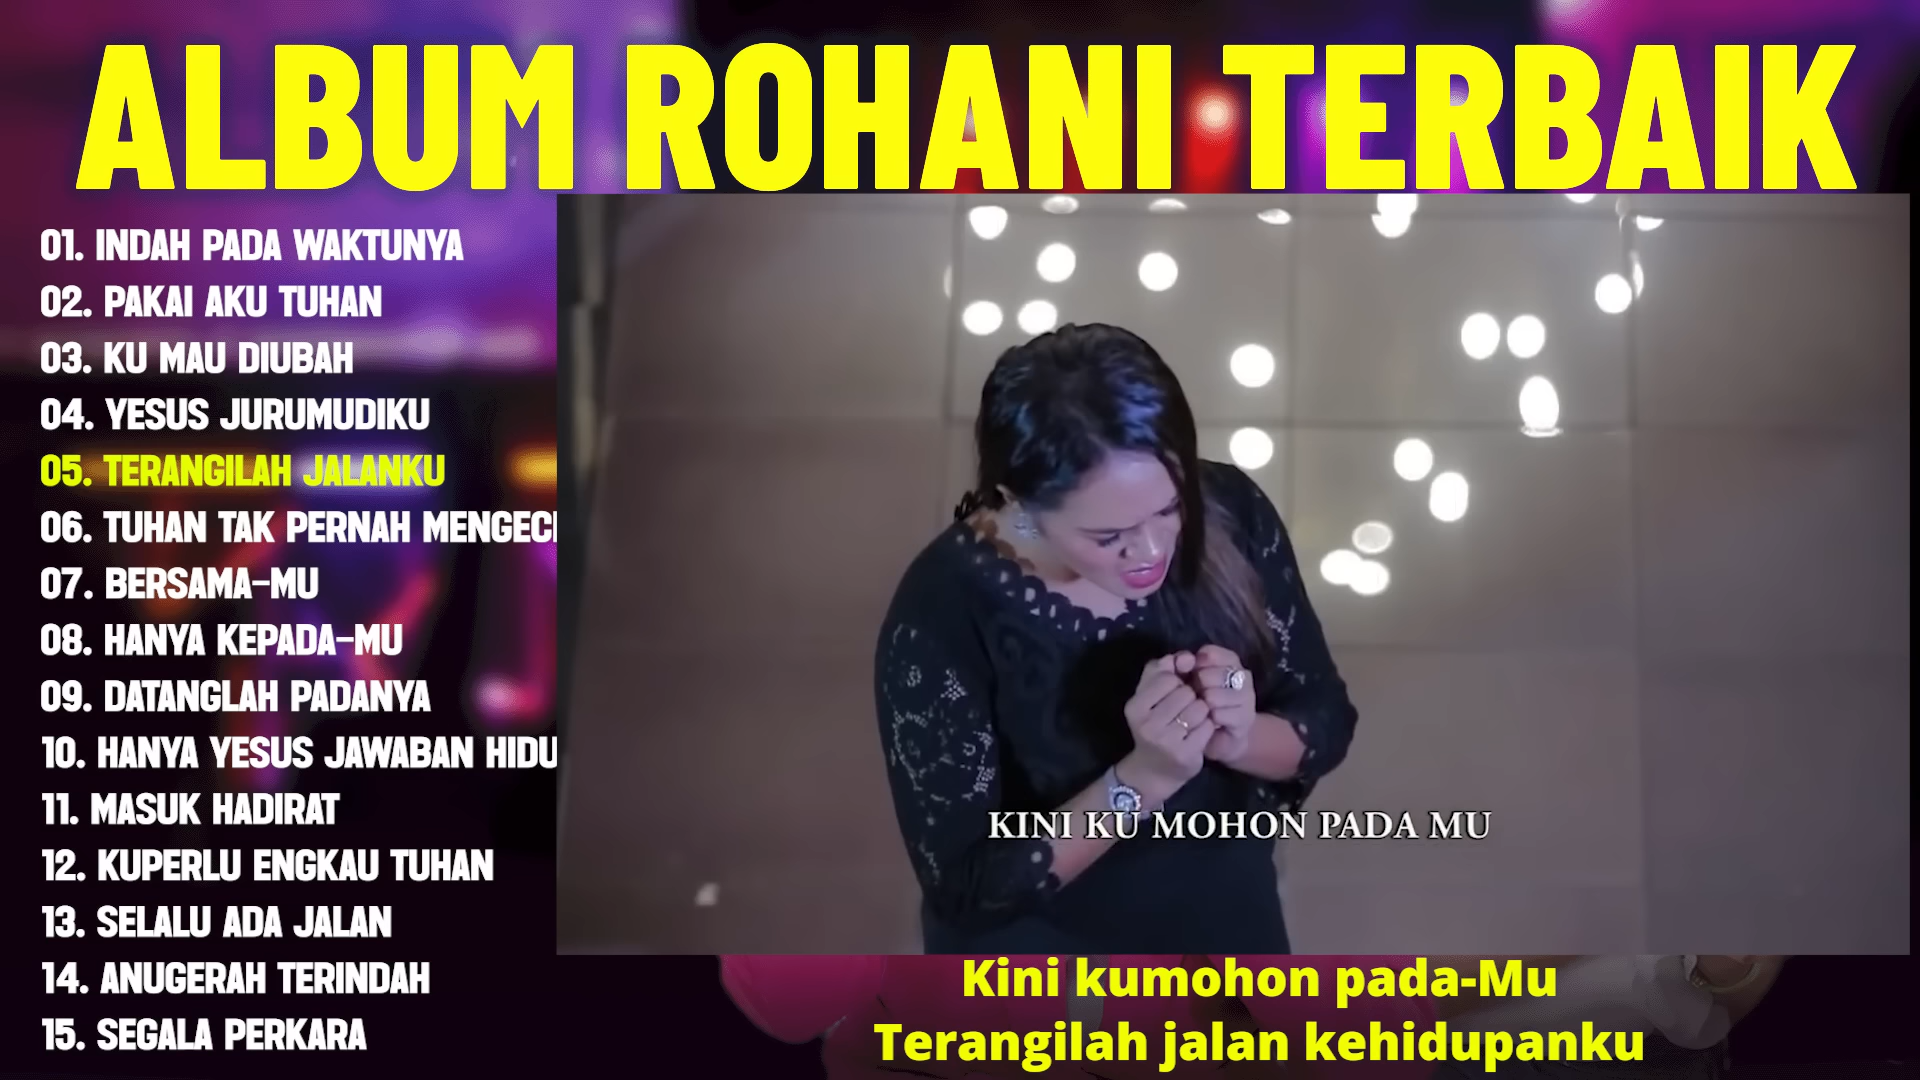 ALBUM ROHANI TERBAIK
01. INDAH PADA WAKTUNYA
02. PAKAI AKU TUHAN
03. KU MAU DIUBAH
04. YESUS JURUMUDIKU
05. TERANGILAH JALANKU
06. TUHAN TAK PERNAH
07. BERSAMA-MU
08. HANYA KEPADA-MU
09. DATANGLAH PADANYA
10. HANYA YESUS JAWABAN HIDU
11. MASUK HADIRAT
12. KUPERLU ENGKAU TUHAN
13. SELALU ADA JALAN
14. ANUGERAH TERINDAH
15. SEGALA PERKARA
KINI KU MOHON PADA MU
Kini kumohon pada-Mu
Terangilah jalan kehidupanku